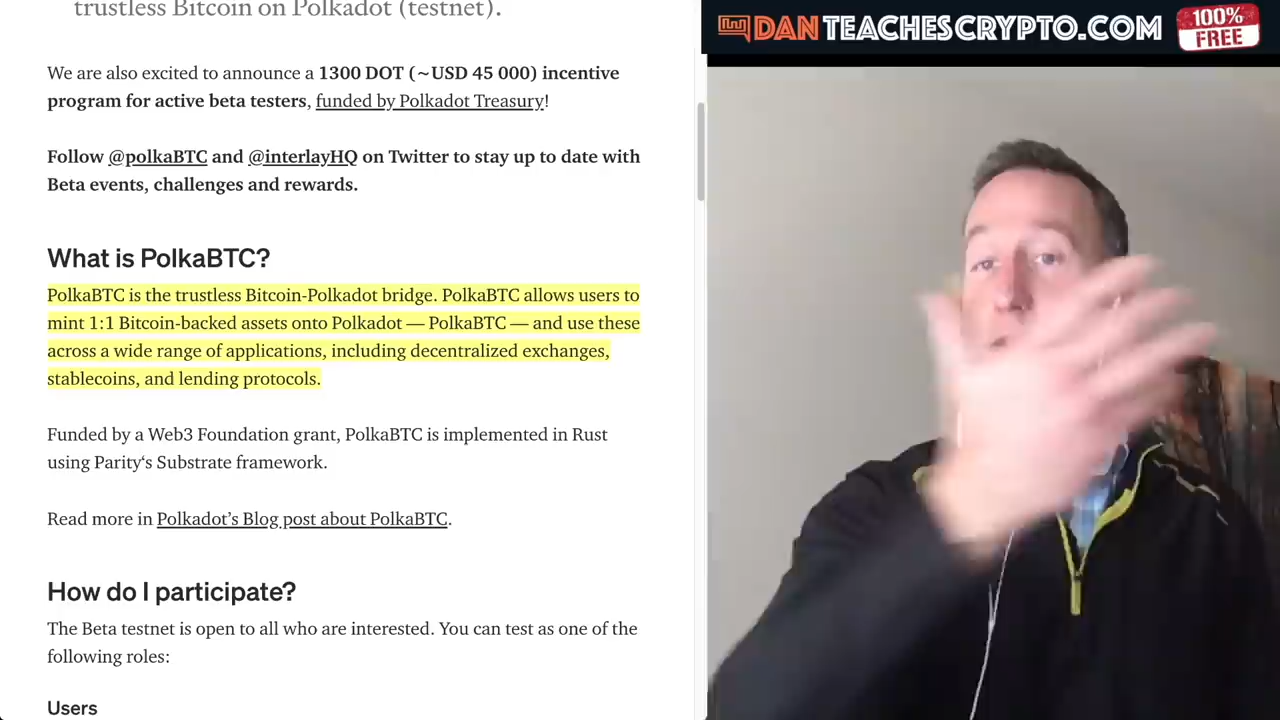 trustless Bitcoin on Polkadot (testnet).
We are also excited to announce a 1300 DOT (~USD 45 000) incentive
program for active beta testers, funded by Polkadot Treasury!
Follow @polkaBTC and @interlayHQ on Twitter to stay up to date with
Beta events, challenges and rewards.
What is PolkaBTC?
PolkaBTC is the trustless Bitcoin-Polkadot bridge. PolkaBTC allows users to
mint 1:1 Bitcoin-backed assets onto Polkadot — PolkaBTC — and use these
across a wide range of applications, including decentralized exchanges,
stablecoins, and lending protocols.
Funded by a Web3 Foundation grant, PolkaBTC is implemented in Rust
using Parity‘s Substrate framework.
Read more in Polkadot’s Blog post about PolkaBTC.
How do I participate?
The Beta testnet is open to all who are interested. You can test as one of the
following roles:
Users
DANTEACHESCRYPTO.COM
100%
FREE